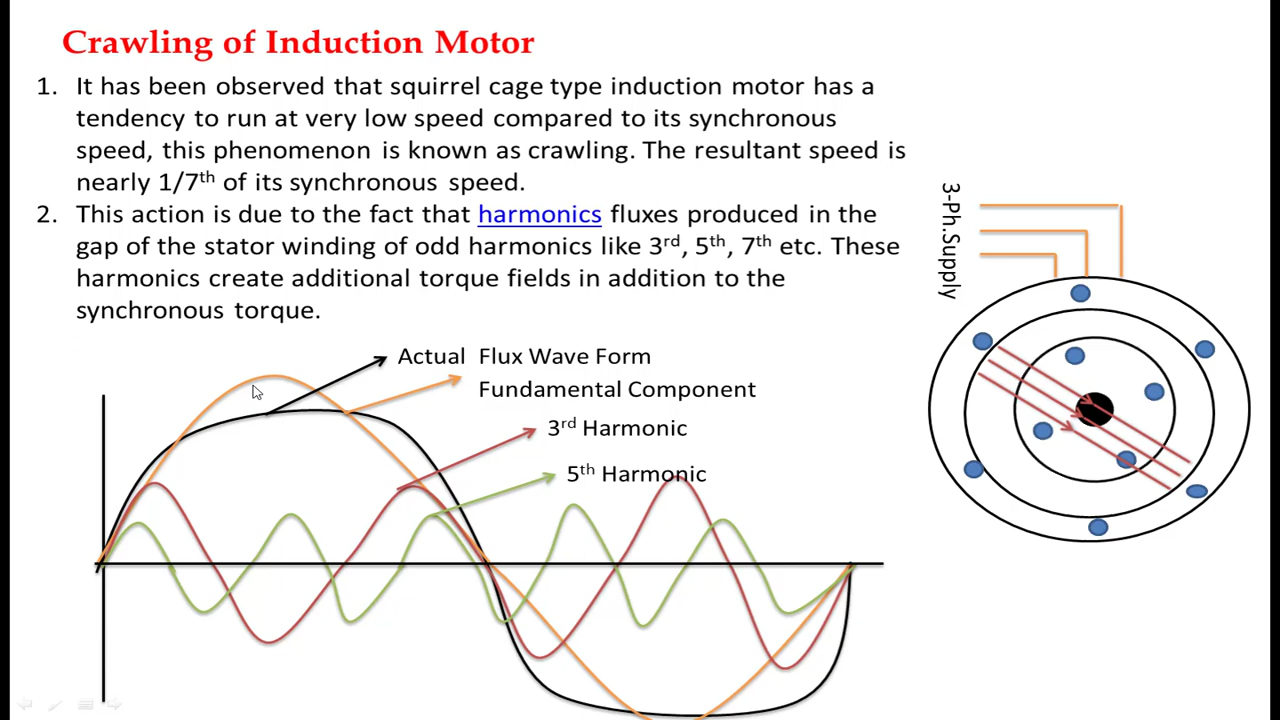 Crawling of Induction Motor
1. It has been observed that squirrel cage type induction motor has a
tendency to run at very low speed compared to its synchronous
speed, this phenomenon is known as crawling. The resultant speed is
nearly 1/7th of its synchronous speed.
2. This action is due to the fact that harmonics fluxes produced in the
gap of the stator winding of odd harmonics like 3rd, 5th, 7th etc. These
harmonics create additional torque fields in addition to the
synchronous torque.
3-Ph.Supply
Actual Flux Wave Form
Fundamental Component
3rd Harmonic
5th Harmonic